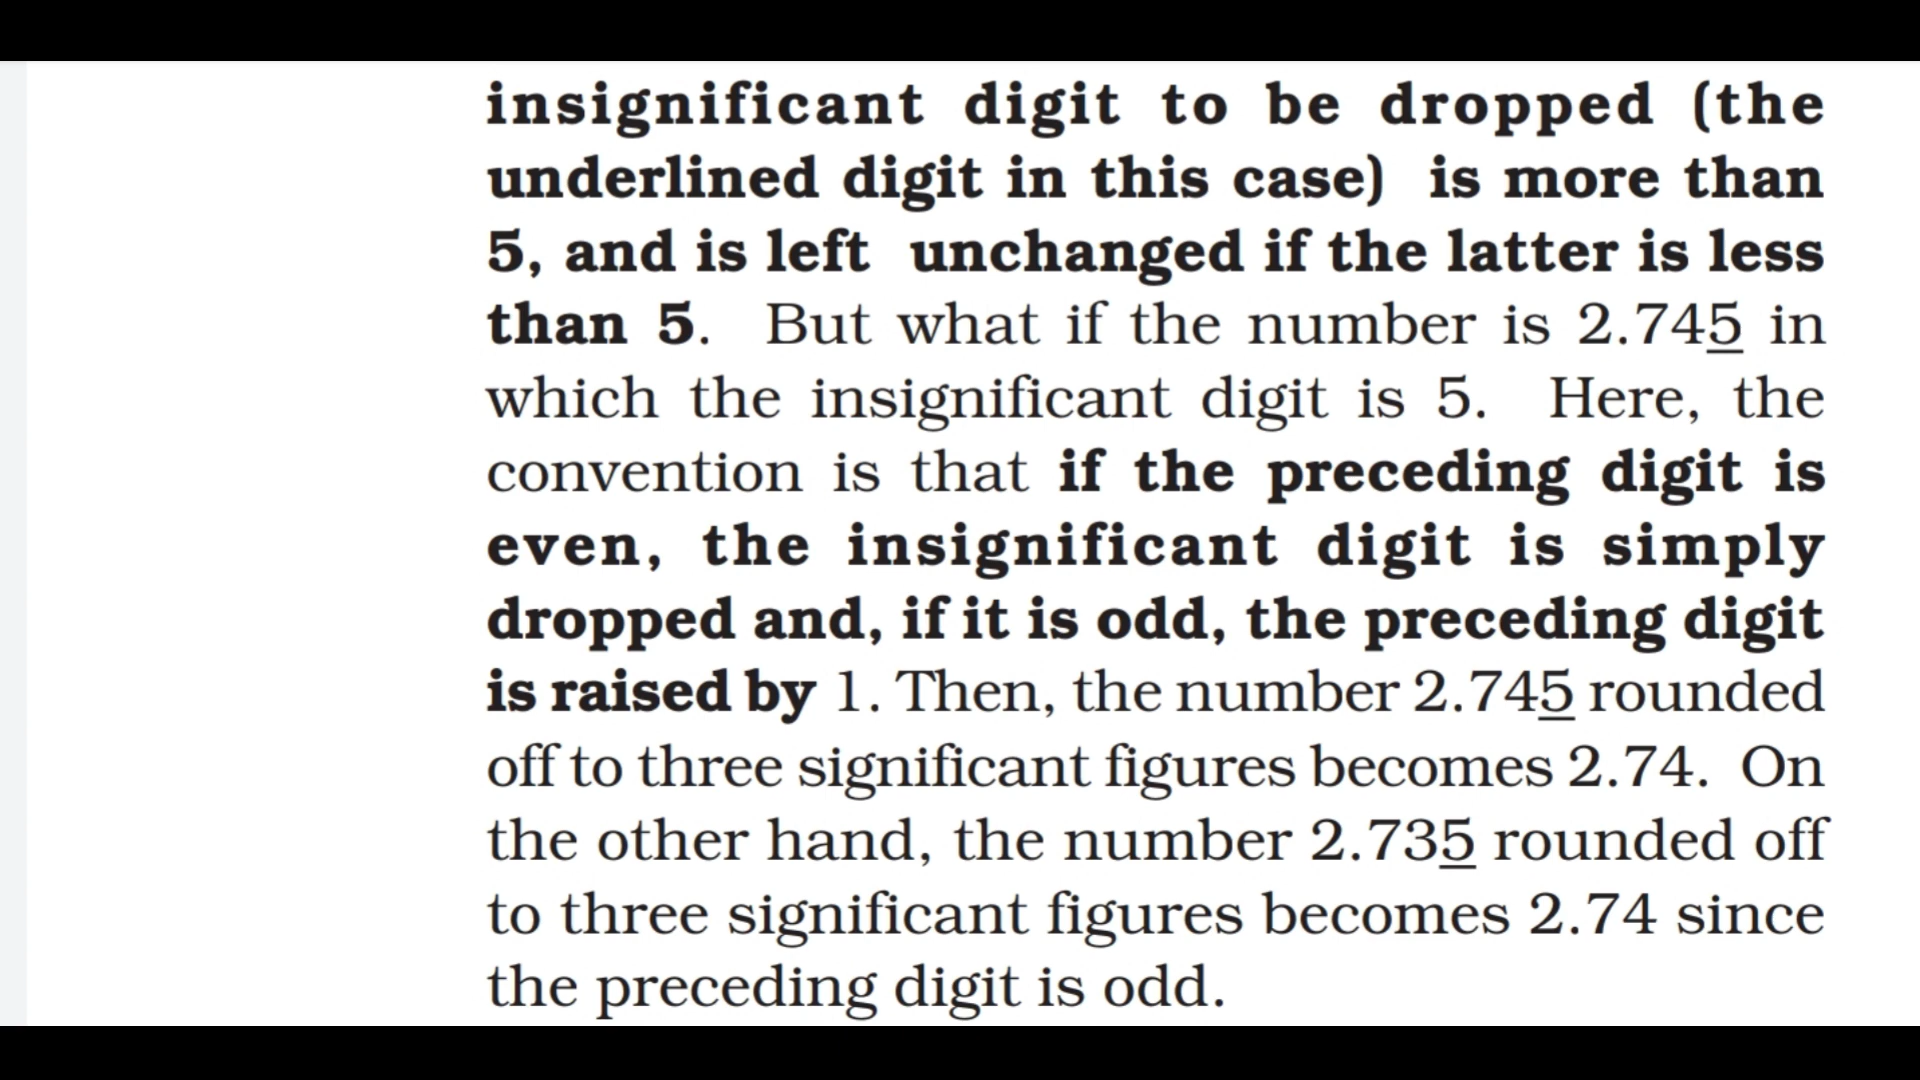 insignificant digit to be dropped (the
underlined digit in this case) is more than
5, and is left unchanged if the latter is less
than 5. But what if the number is 2.745 in
which the insignificant digit is 5. Here, the
convention is that if the preceding digit is
even, the insignificant digit is simply
dropped and, if it is odd, the preceding digit
is raised by 1. Then, the number 2.745 rounded
off to three significant figures becomes 2.74. On
the other hand, the number 2.735 rounded off
to three significant figures becomes 2.74 since
the preceding digit is odd.